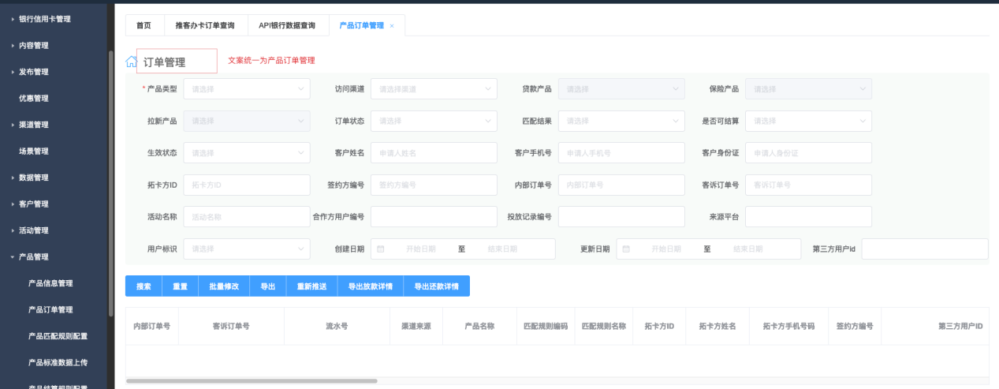 银行信用卡管理
内容管理
发布管理
优惠管理
渠道管理
场景管理
数据管理
客户管理
活动管理
产品管理
产品信息管理
产品订单管理
产品匹配规则配置
产品标准数据上传
产品结算规则配置
首页 推客办卡订单查询 API银行数据查询 产品订单管理 ×
订单管理 文案统一为产品订单管理
* 产品类型 请选择 访问渠道 请选择渠道 贷款产品 请选择 保险产品 请选择
拉新产品 请选择 订单状态 请选择 匹配结果 请选择 是否可结算 请选择
生效状态 请选择 客户姓名 申请人姓名 客户手机号 申请人手机号 客户身份证 申请人身份证
拓卡方ID 拓卡方ID 签约方编号 签约方编号 内部订单号 内部订单号 客诉订单号 客诉订单号
活动名称 活动名称 合作方用户编号 投放记录编号 来源平台
用户标识 请选择 创建日期 开始日期 至 结束日期 更新日期 开始日期 至 结束日期 第三方用户id
搜索 重置 批量修改 导出 重新推送 导出放款详情 导出还款详情
内部订单号 客诉订单号 流水号 渠道来源 产品名称 匹配规则编码 匹配规则名称 拓卡方ID 拓卡方姓名 拓卡方手机号码 签约方编号 第三方用户ID